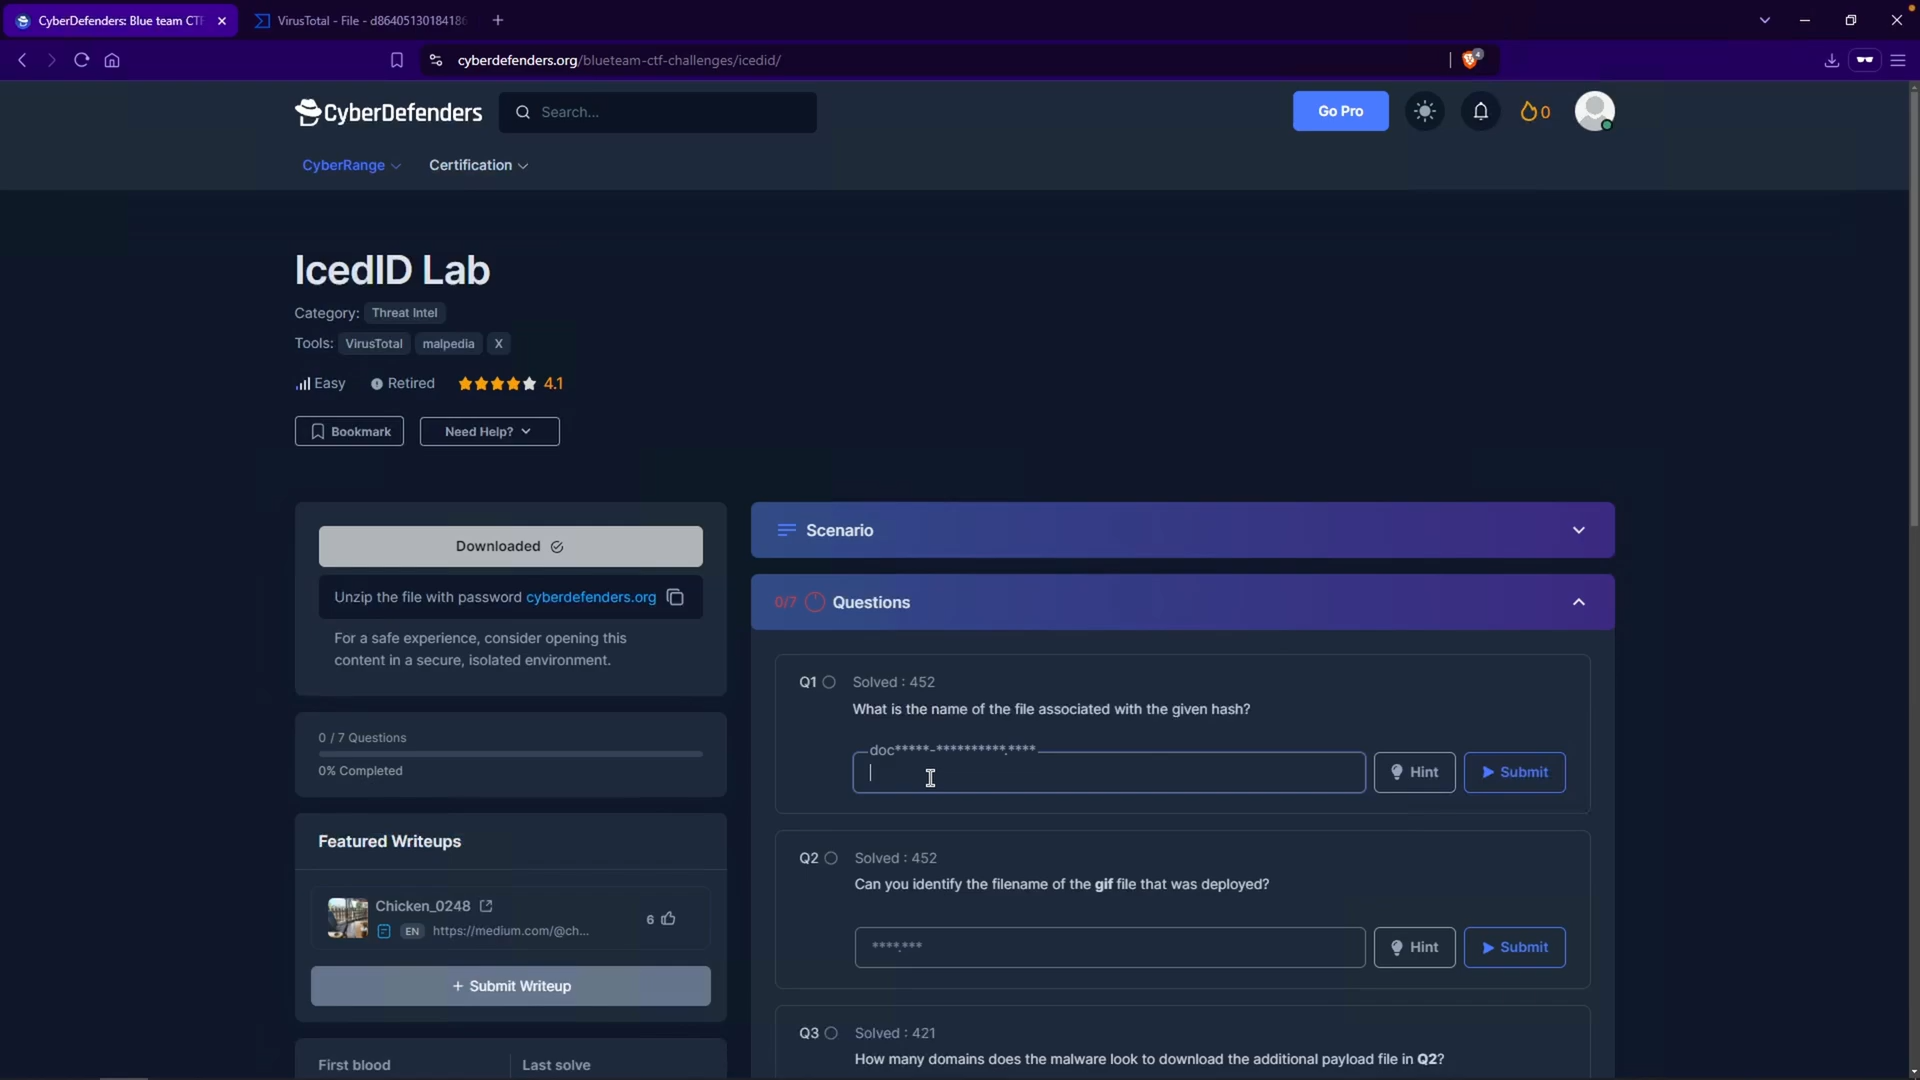 CyberDefenders: Blue team CTF
VirusTotal - File - d86405130184186
cyberdefenders.org/blueteam-ctf-challenges/icedid/
4
CyberDefenders
Search...
Go Pro
0
CyberRange
Certification
IcedID Lab
Category: Threat Intel
Tools: VirusTotal malpedia X
Easy Retired 4.1
Bookmark
Need Help?
Downloaded
Unzip the file with password cyberdefenders.org
For a safe experience, consider opening this
content in a secure, isolated environment.
0 / 7 Questions
0% Completed
Featured Writeups
Chicken_0248
EN https://medium.com/@ch...
6
+ Submit Writeup
First blood
Last solve
Scenario
0/7 Questions
Q1 Solved : 452
What is the name of the file associated with the given hash?
doc*****-**********.****
Hint
Submit
Q2 Solved : 452
Can you identify the filename of the gif file that was deployed?
****.***
Hint
Submit
Q3 Solved : 421
How many domains does the malware look to download the additional payload file in Q2?